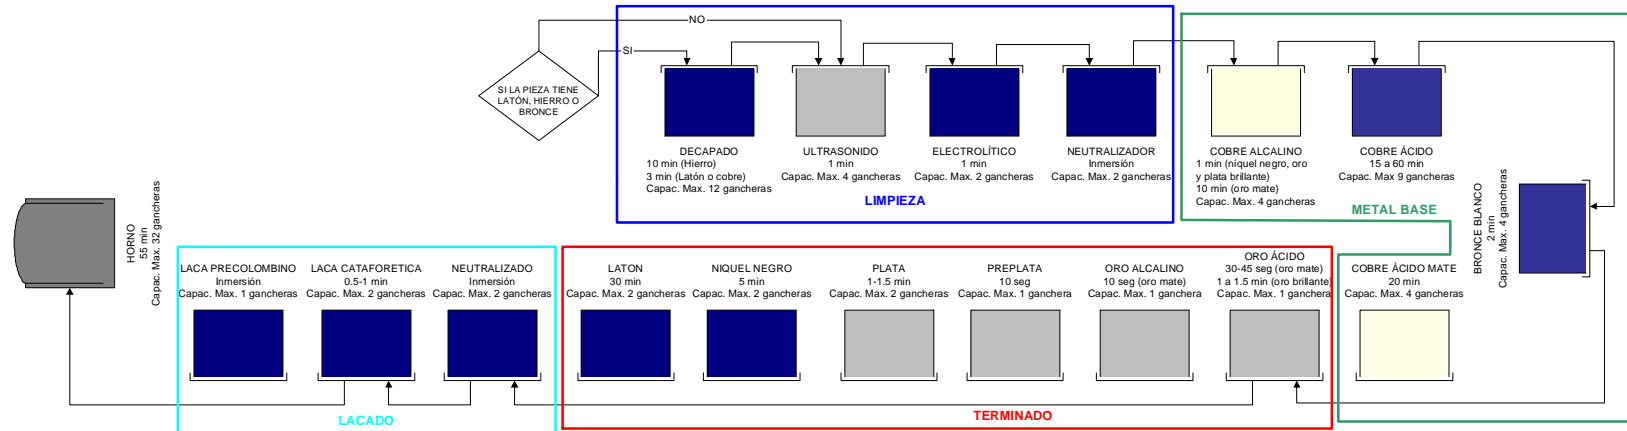 NO
SI
SI LA PIEZA TIENE
LATÓN, HIERRO O
BRONCE
DECAPADO
10 min (Hierro)
3 min (Latón o cobre)
Capac. Max. 12 gancheras
ULTRASONIDO
1 min
Capac. Max. 4 gancheras
ELECTROLÍTICO
1 min
Capac. Max. 2 gancheras
NEUTRALIZADOR
Inmersión
Capac. Max. 2 gancheras
LIMPIEZA
COBRE ALCALINO
1 min (níquel negro, oro
y plata brillante)
10 min (oro mate)
Capac. Max. 4 gancheras
COBRE ÁCIDO
15 a 60 min
Capac. Max 9 gancheras
METAL BASE
BRONCE BLANCO
2 min
Capac. Max. 4 gancheras
HORNO
55 min
Capac. Max. 32 gancheras
LACA PRECOLOMBINO
Inmersión
Capac. Max. 1 gancheras
LACA CATAFORETICA
0.5-1 min
Capac. Max. 2 gancheras
NEUTRALIZADO
Inmersión
Capac. Max. 2 gancheras
LACADO
LATON
30 min
Capac. Max. 2 gancheras
NIQUEL NEGRO
5 min
Capac. Max. 2 gancheras
PLATA
1-1.5 min
Capac. Max. 2 gancheras
PREPLATA
10 seg
Capac. Max. 1 ganchera
ORO ALCALINO
10 seg (oro mate)
Capac. Max. 1 ganchera
ORO ÁCIDO
30-45 seg (oro mate)
1 a 1.5 min (oro brillante)
Capac. Max. 1 ganchera
TERMINADO
COBRE ÁCIDO MATE
20 min
Capac. Max. 4 gancheras